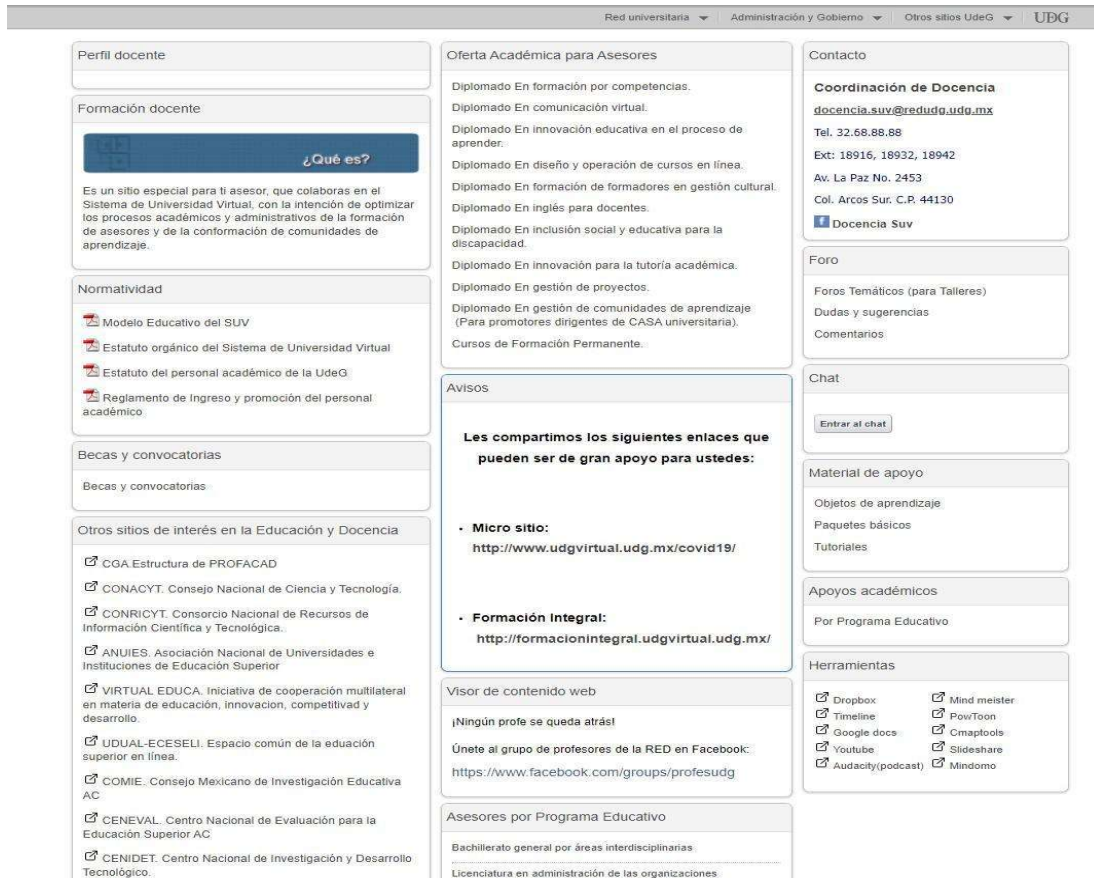 Red universitaria
Administración y Gobierno
Otros sitios UdeG
UDG
Perfil docente
Formación docente
¿Qué es?
Es un sitio especial para ti asesor, que colaboras en el
Sistema de Universidad Virtual, con la intención de optimizar
los procesos académicos y administrativos de la formación
de asesores y de la conformación de comunidades de
aprendizaje.
Normatividad
Modelo Educativo del SUV
Estatuto orgánico del Sistema de Universidad Virtual
Estatuto del personal académico de la UdeG
Reglamento de Ingreso y promoción del personal
académico
Becas y convocatorias
Becas y convocatorias
Otros sitios de interés en la Educación y Docencia
CGA.Estructura de PROFACAD
CONACYT. Consejo Nacional de Ciencia y Tecnología.
CONRICYT. Consorcio Nacional de Recursos de
Información Científica y Tecnológica.
ANUIES. Asociación Nacional de Universidades e
Instituciones de Educación Superior
VIRTUAL EDUCA. Iniciativa de cooperación multilateral
en materia de educación, innovacion, competitivad y
desarrollo.
UDUAL-ECESELI. Espacio común de la eduación
superior en línea.
COMIE. Consejo Mexicano de Investigación Educativa
AC
CENEVAL. Centro Nacional de Evaluación para la
Educación Superior AC
CENIDET. Centro Nacional de Investigación y Desarrollo
Tecnológico.
Oferta Académica para Asesores
Diplomado En formación por competencias.
Diplomado En comunicación virtual.
Diplomado En innovación educativa en el proceso de
aprender.
Diplomado En diseño y operación de cursos en línea.
Diplomado En formación de formadores en gestión cultural.
Diplomado En inglés para docentes.
Diplomado En inclusión social y educativa para la
discapacidad.
Diplomado En innovación para la tutoría académica.
Diplomado En gestión de proyectos.
Diplomado En gestión de comunidades de aprendizaje
(Para promotores dirigentes de CASA universitaria).
Cursos de Formación Permanente.
Avisos
Les compartimos los siguientes enlaces que
pueden ser de gran apoyo para ustedes:
• Micro sitio:
http://www.udgvirtual.udg.mx/covid19/
• Formación Integral:
http://formacionintegral.udgvirtual.udg.mx/
Visor de contenido web
¡Ningún profe se queda atrás!
Únete al grupo de profesores de la RED en Facebook:
https://www.facebook.com/groups/profesudg
Asesores por Programa Educativo
Bachillerato general por áreas interdisciplinarias
Licenciatura en administración de las organizaciones
Contacto
Coordinación de Docencia
docencia.suv@redudg.udg.mx
Tel. 32.68.88.88
Ext: 18916, 18932, 18942
Av. La Paz No. 2453
Col. Arcos Sur. C.P. 44130
f Docencia Suv
Foro
Foros Temáticos (para Talleres)
Dudas y sugerencias
Comentarios
Chat
Entrar al chat
Material de apoyo
Objetos de aprendizaje
Paquetes básicos
Tutoriales
Apoyos académicos
Por Programa Educativo
Herramientas
Dropbox
Timeline
Google docs
Youtube
Audacity(podcast)
Mind meister
PowToon
Cmaptools
Slideshare
Mindomo